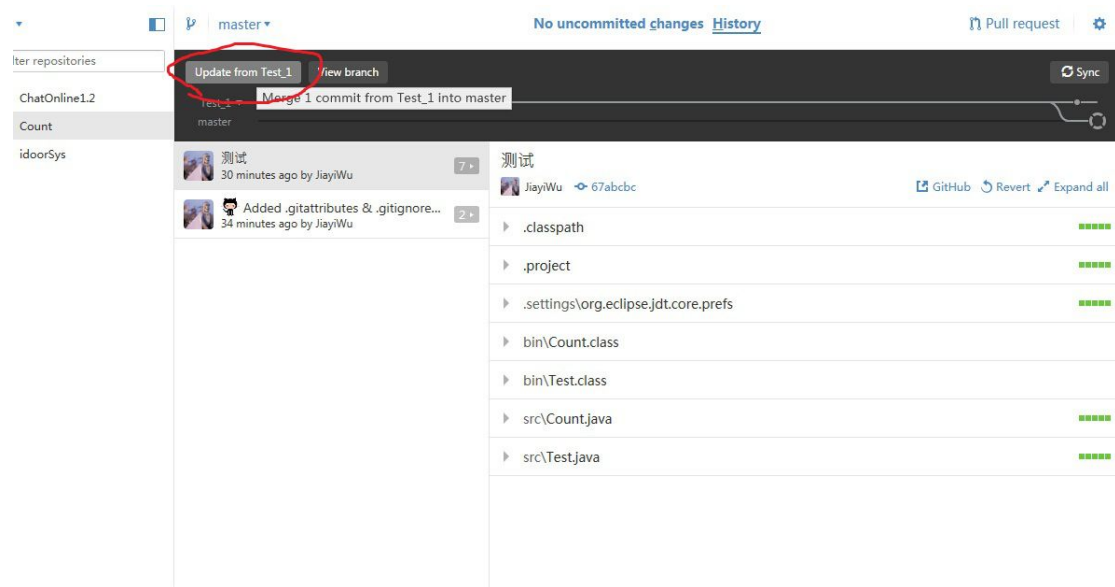 master
No uncommitted changes History
Pull request
lter repositories
Update from Test_1
View branch
Sync
Merge 1 commit from Test_1 into master
Test_1
master
ChatOnline1.2
Count
idoorSys
测试
30 minutes ago by JiayiWu
7
Added .gitattributes & .gitignore...
34 minutes ago by JiayiWu
2
测试
JiayiWu 67abcbc
GitHub Revert Expand all
.classpath
.project
.settings\org.eclipse.jdt.core.prefs
bin\Count.class
bin\Test.class
src\Count.java
src\Test.java